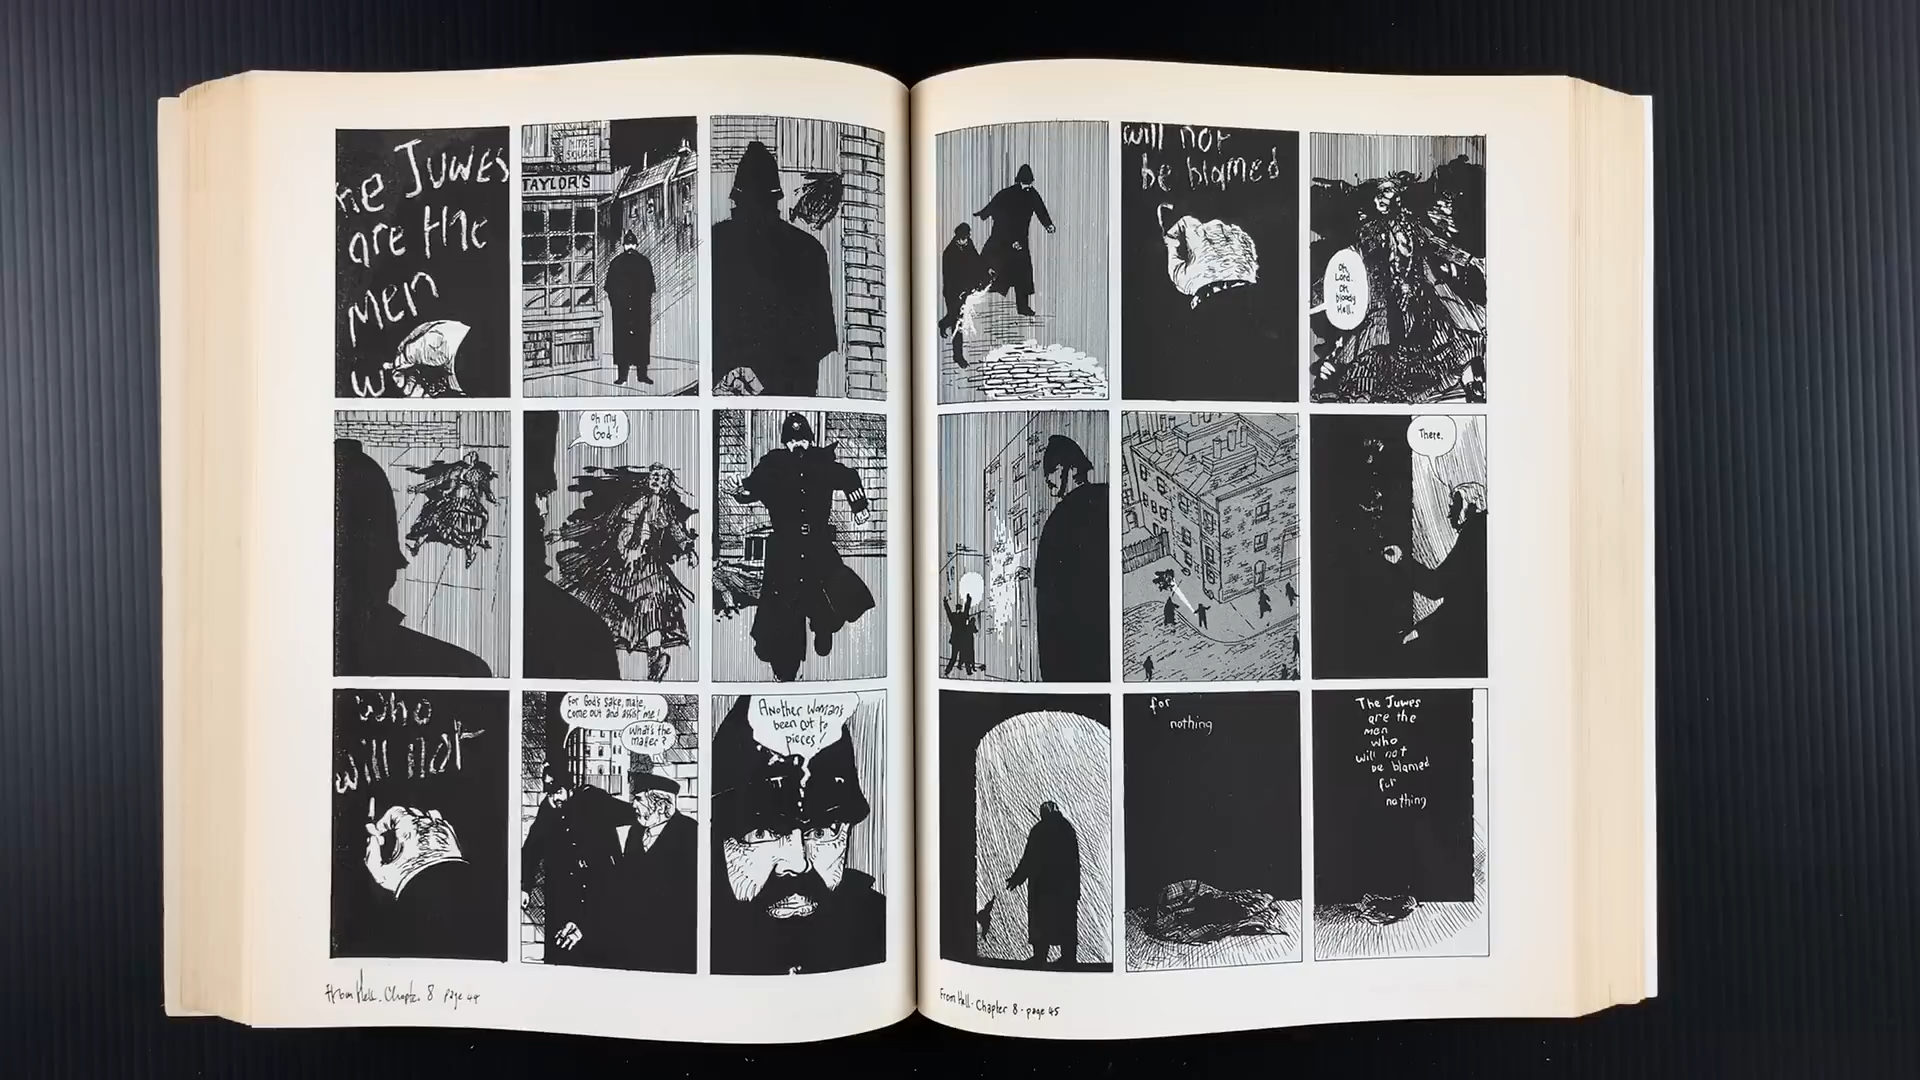 he Juwes
are the
men
w
MITRE
SQUARE
TAYLOR'S
oh my
God!
who
will not
For God's sake, mate,
come out and assist me!
What's the
matter?
Another woman's
been cut to
pieces!
From Hell. Chapter 8 page 44
will not
be blamed
Oh
Lord.
Oh
bloody
Hell.
There.
for
nothing
The Juwes
are the
men
who
will not
be blamed
for
nothing
From Hell · Chapter 8 · page 45